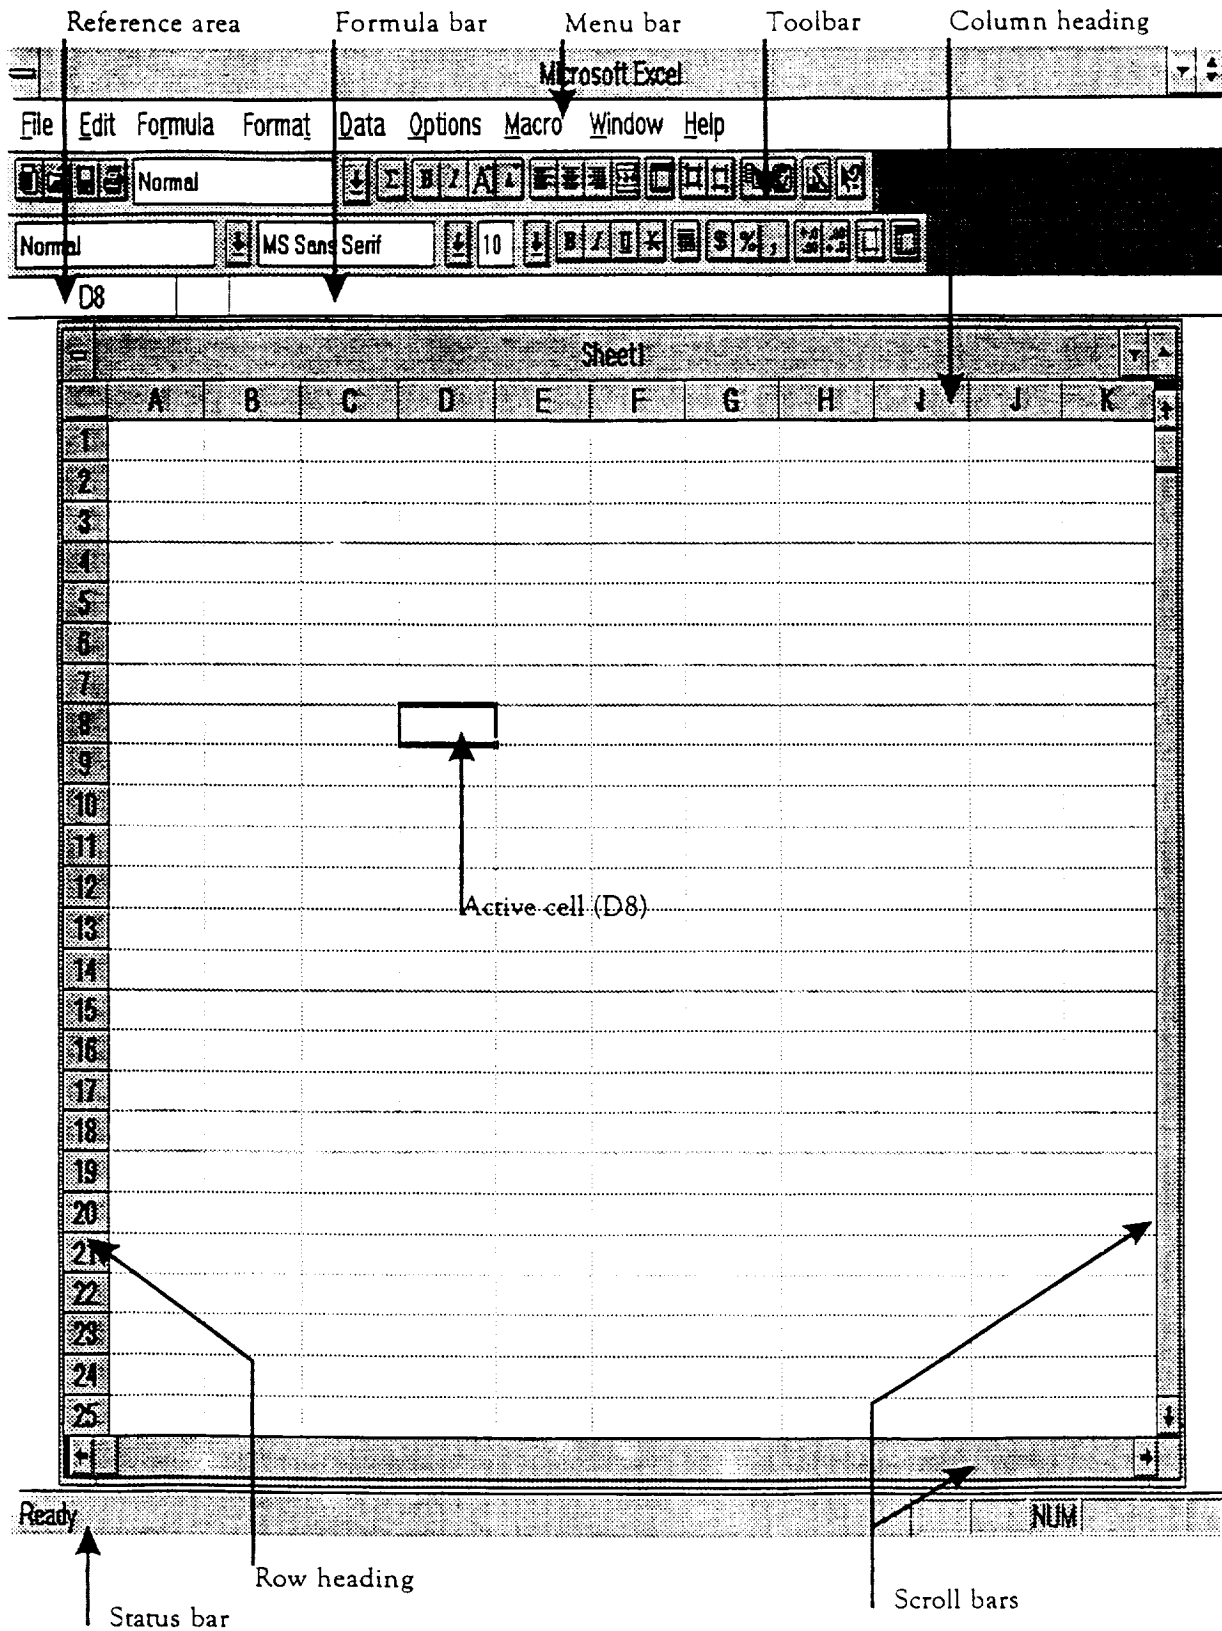 Reference area Formula bar Menu bar Toolbar Column heading
Microsoft Excel
File Edit Formula Format Data Options Macro Window Help
Normal Σ B I A A
Normal MS Sans Serif 10 B I U K $ % ,
D8
Sheet1
A B C D E F G H I J K
1
2
3
4
5
6
7
8
9
10
11
12
Active cell (D8)
13
14
15
16
17
18
19
20
21
22
23
24
25
Ready NUM
Row heading
Scroll bars
Status bar